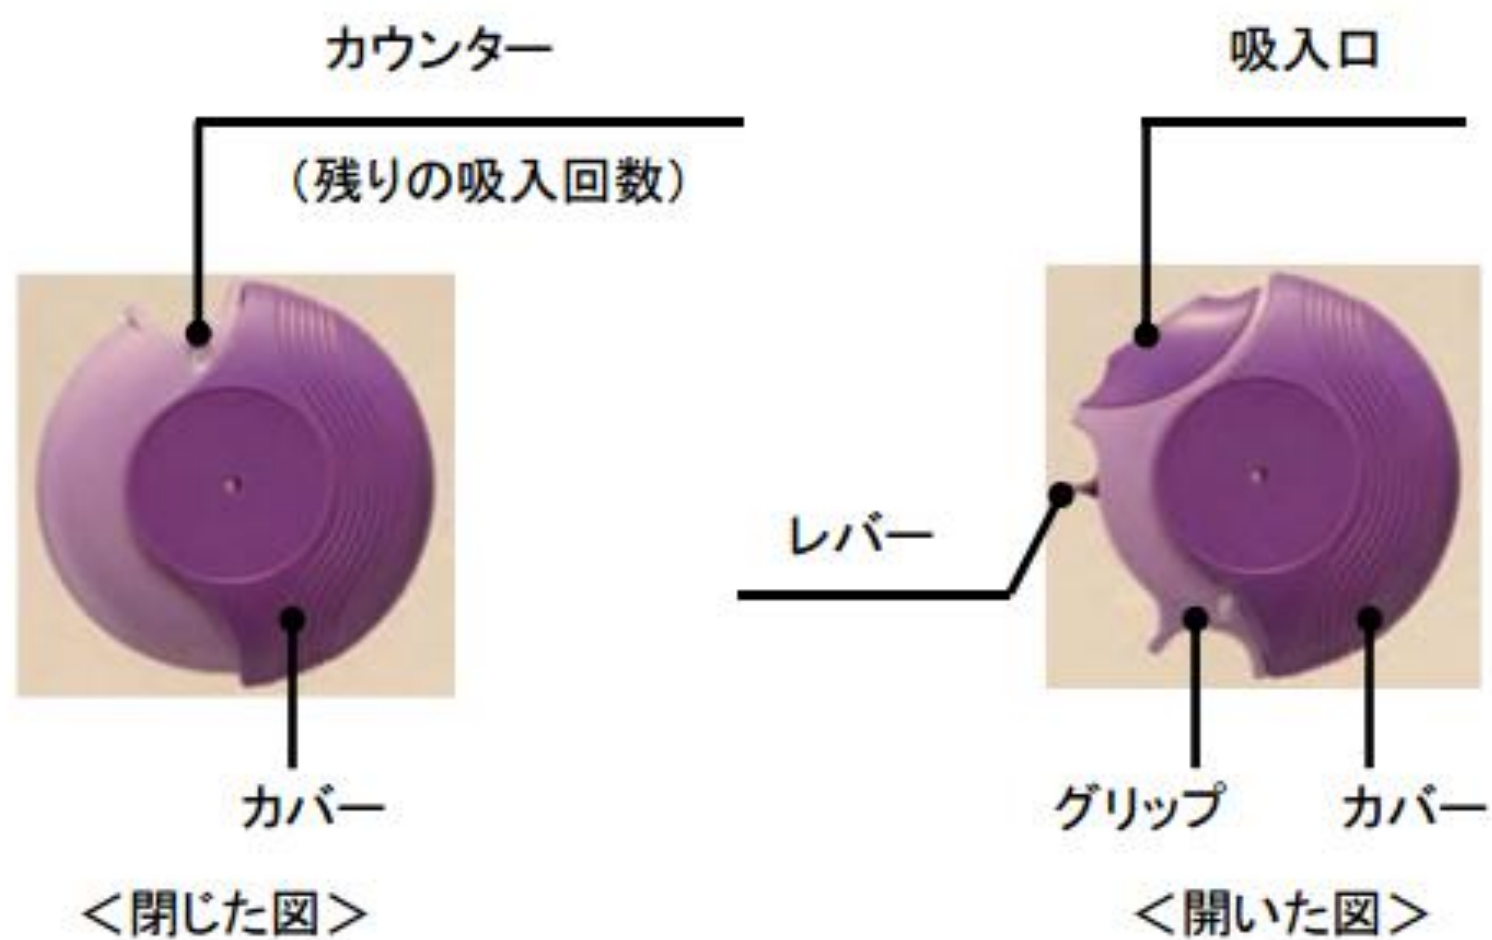 カウンター
（残りの吸入回数）
吸入口
レバー
カバー
グリップ
カバー
＜閉じた図＞
＜開いた図＞